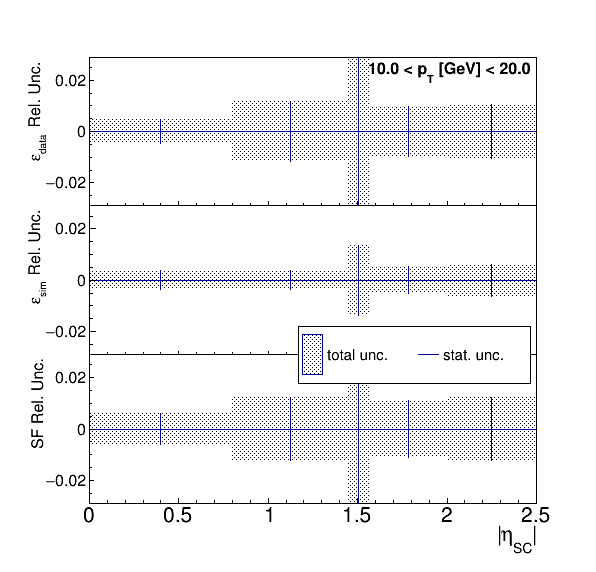 10.0 < p_T [GeV] < 20.0
ε_data Rel. Unc.
0.02
0
−0.02
ε_sim Rel. Unc.
0.02
0
−0.02
total unc.
stat. unc.
SF Rel. Unc.
0.02
0
−0.02
0 0.5 1 1.5 2 2.5
|η_SC|